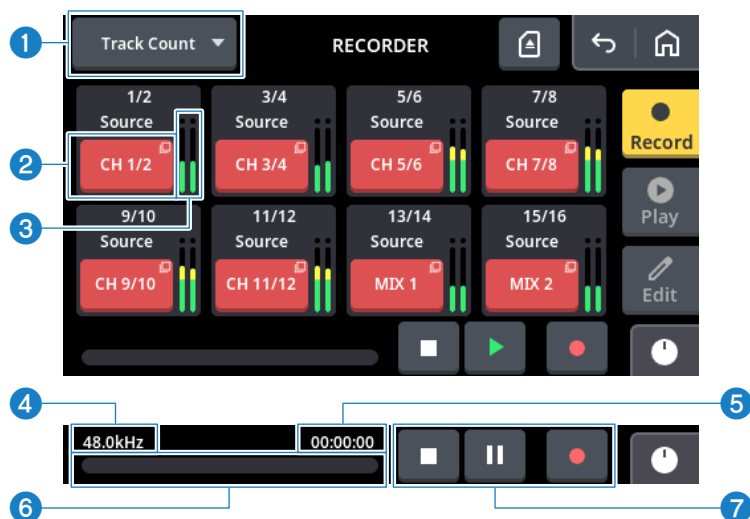 1
Track Count
RECORDER
1/2
Source
CH 1/2
3/4
Source
CH 3/4
5/6
Source
CH 5/6
7/8
Source
CH 7/8
Record
2
3
9/10
Source
CH 9/10
11/12
Source
CH 11/12
13/14
Source
MIX 1
15/16
Source
MIX 2
Play
Edit
4
5
48.0kHz
00:00:00
6
7